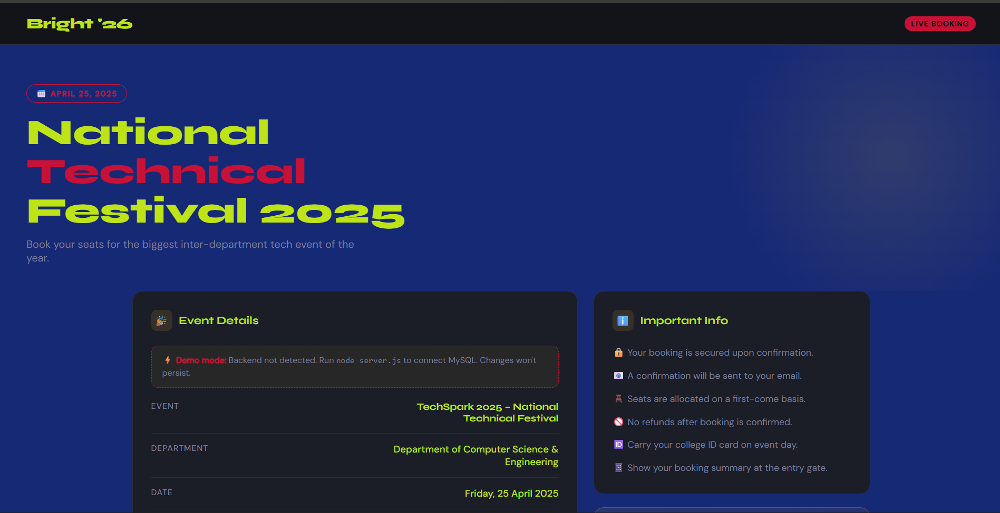 Bright '26
LIVE BOOKING
APRIL 25, 2025
National
Technical
Festival 2025
Book your seats for the biggest inter-department tech event of the
year.
Event Details
Demo mode: Backend not detected. Run node server.js to connect MySQL. Changes won't
persist.
EVENT
TechSpark 2025 – National
Technical Festival
DEPARTMENT
Department of Computer Science &
Engineering
DATE
Friday, 25 April 2025
Important Info
Your booking is secured upon confirmation.
A confirmation will be sent to your email.
Seats are allocated on a first-come basis.
No refunds after booking is confirmed.
Carry your college ID card on event day.
Show your booking summary at the entry gate.